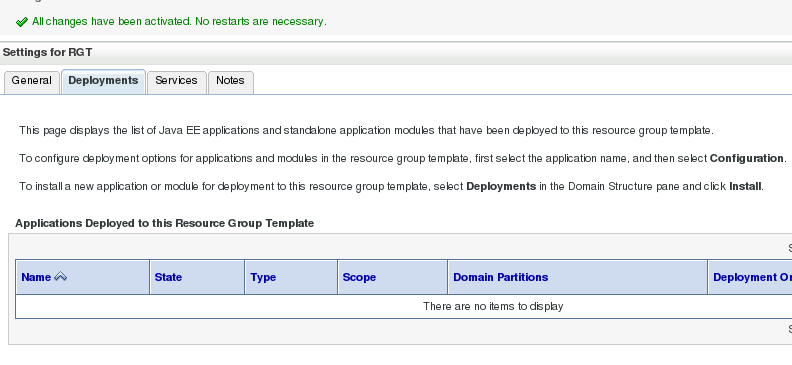 All changes have been activated. No restarts are necessary.
Settings for RGT
General Deployments Services Notes
This page displays the list of Java EE applications and standalone application modules that have been deployed to this resource group template.
To configure deployment options for applications and modules in the resource group template, first select the application name, and then select Configuration.
To install a new application or module for deployment to this resource group template, select Deployments in the Domain Structure pane and click Install.
Applications Deployed to this Resource Group Template
Name State Type Scope Domain Partitions Deployment
There are no items to display